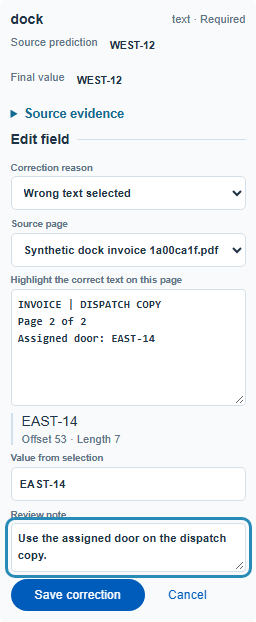 dock text · Required
Source prediction WEST-12
Final value WEST-12
Source evidence
Edit field
Correction reason
Wrong text selected
Source page
Synthetic dock invoice 1a00ca1f.pdf
Highlight the correct text on this page
INVOICE | DISPATCH COPY
Page 2 of 2
Assigned door: EAST-14
EAST-14
Offset 53 · Length 7
Value from selection
EAST-14
Review note
Use the assigned door on the dispatch
copy.
Save correction Cancel